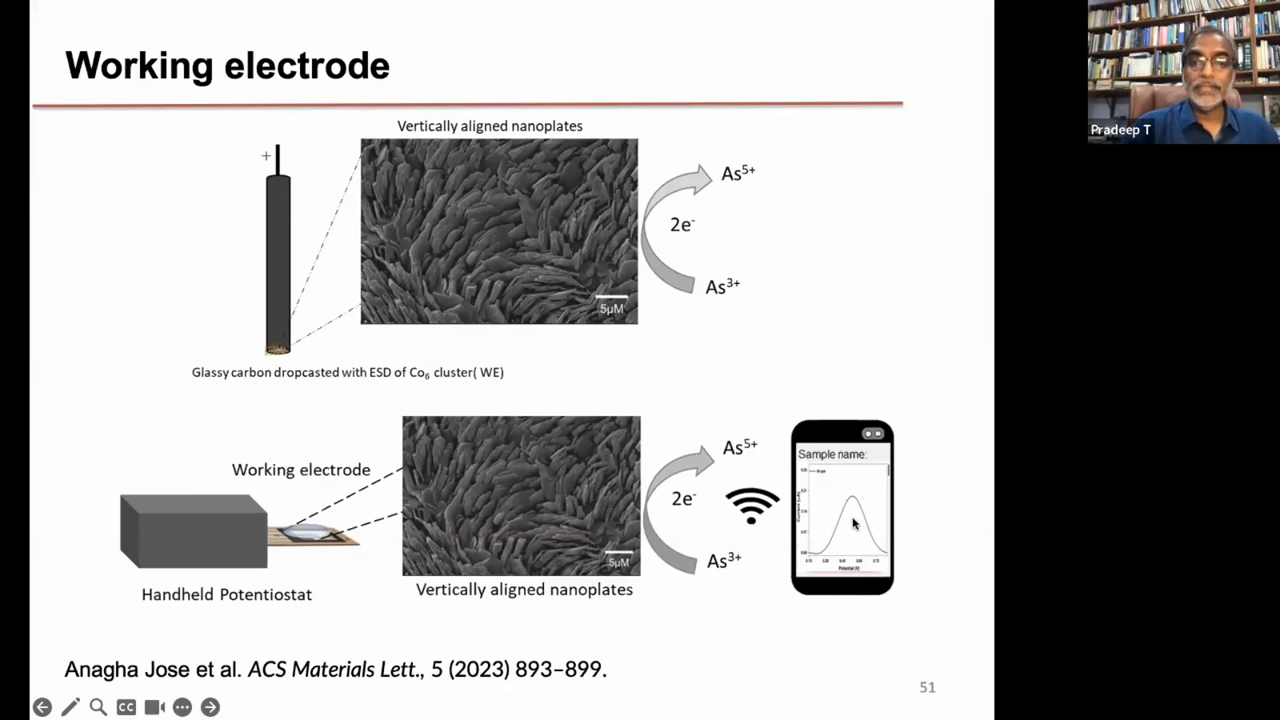 Working electrode
Pradeep T
Vertically aligned nanoplates
+
As5+
2e-
As3+
5µM
Glassy carbon dropcasted with ESD of Co6 cluster( WE)
Working electrode
As5+
Sample name:
2e-
As3+
5µM
Potential (V)
Handheld Potentiostat
Vertically aligned nanoplates
Anagha Jose et al. ACS Materials Lett., 5 (2023) 893–899.
51
CC